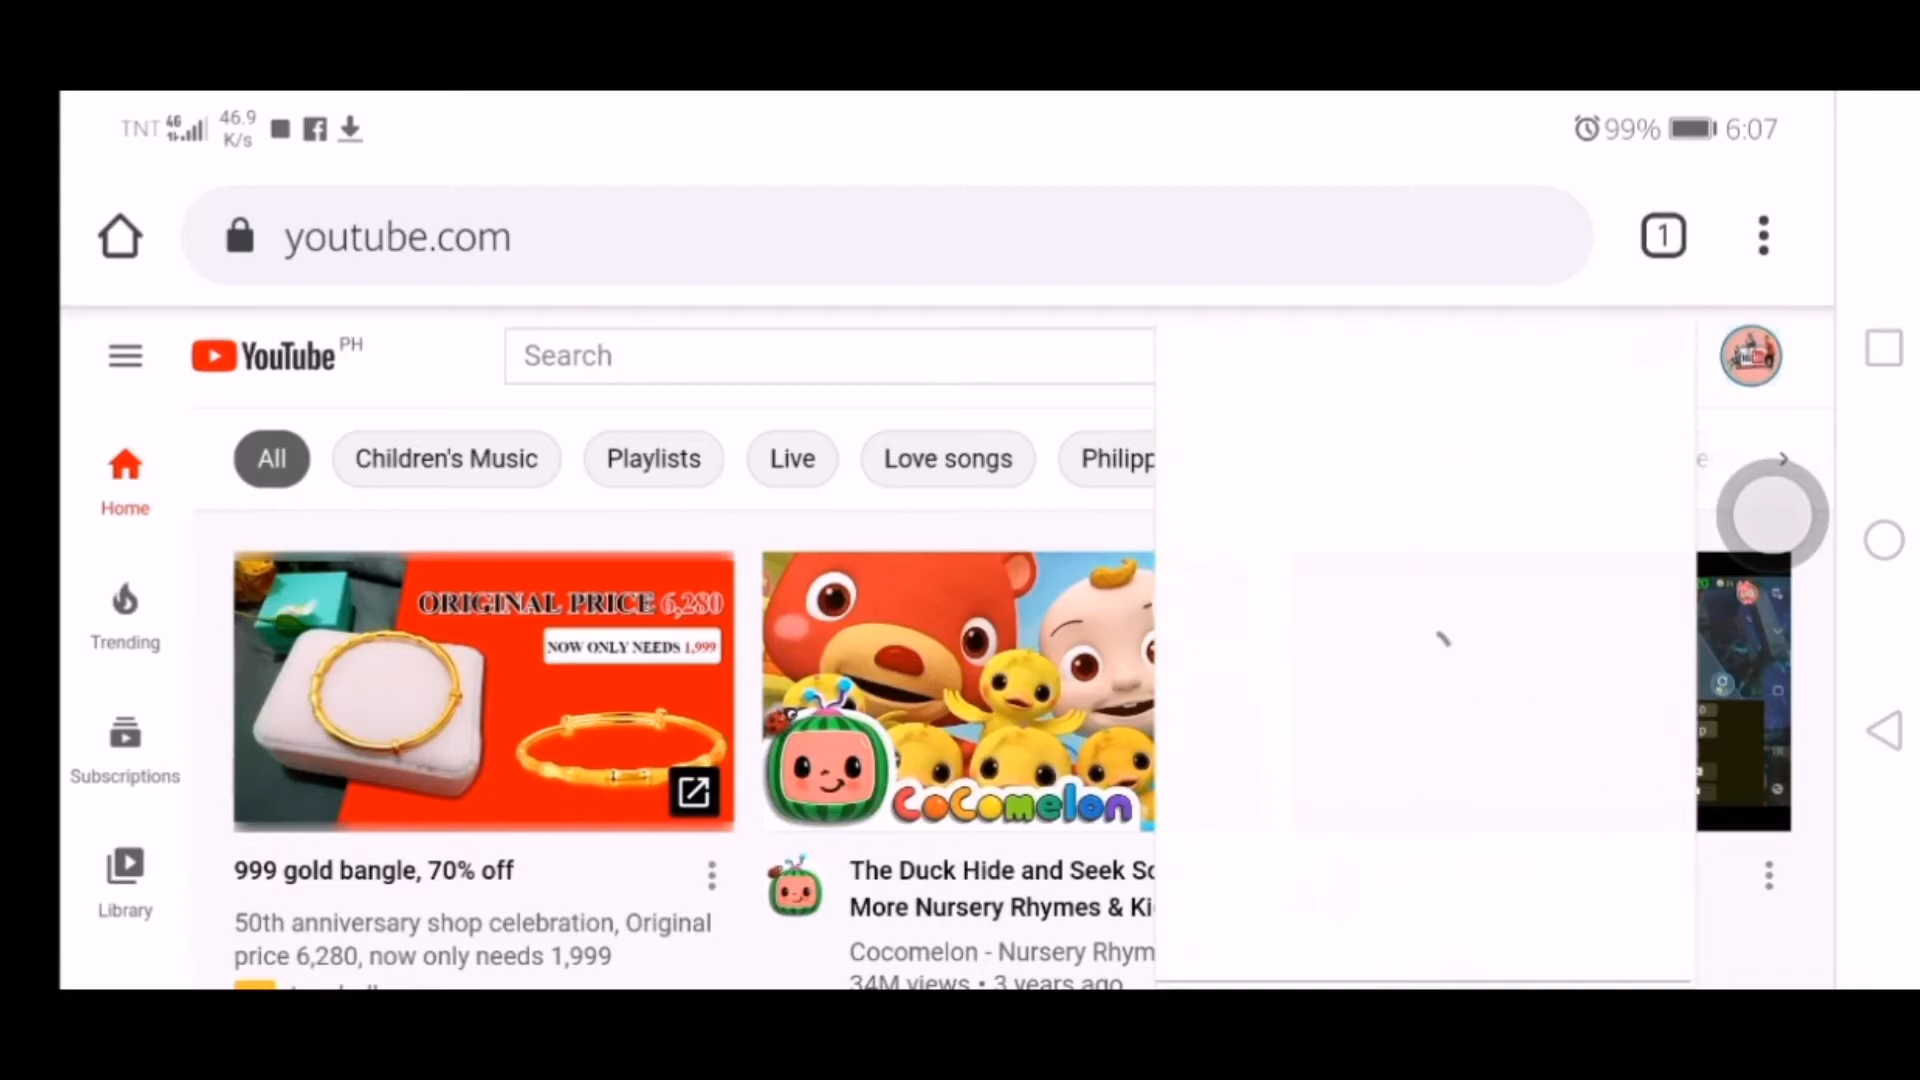 TNT 4G 46.9 K/s 99% 6:07
youtube.com 1
YouTube PH Search
All Children's Music Playlists Live Love songs Philipp
Home
Trending
Subscriptions
Library
ORIGINAL PRICE 6,280
NOW ONLY NEEDS 1,999
CoComelon
999 gold bangle, 70% off
50th anniversary shop celebration, Original
price 6,280, now only needs 1,999
The Duck Hide and Seek So
More Nursery Rhymes & Ki
Cocomelon - Nursery Rhym
34M views • 3 years ago